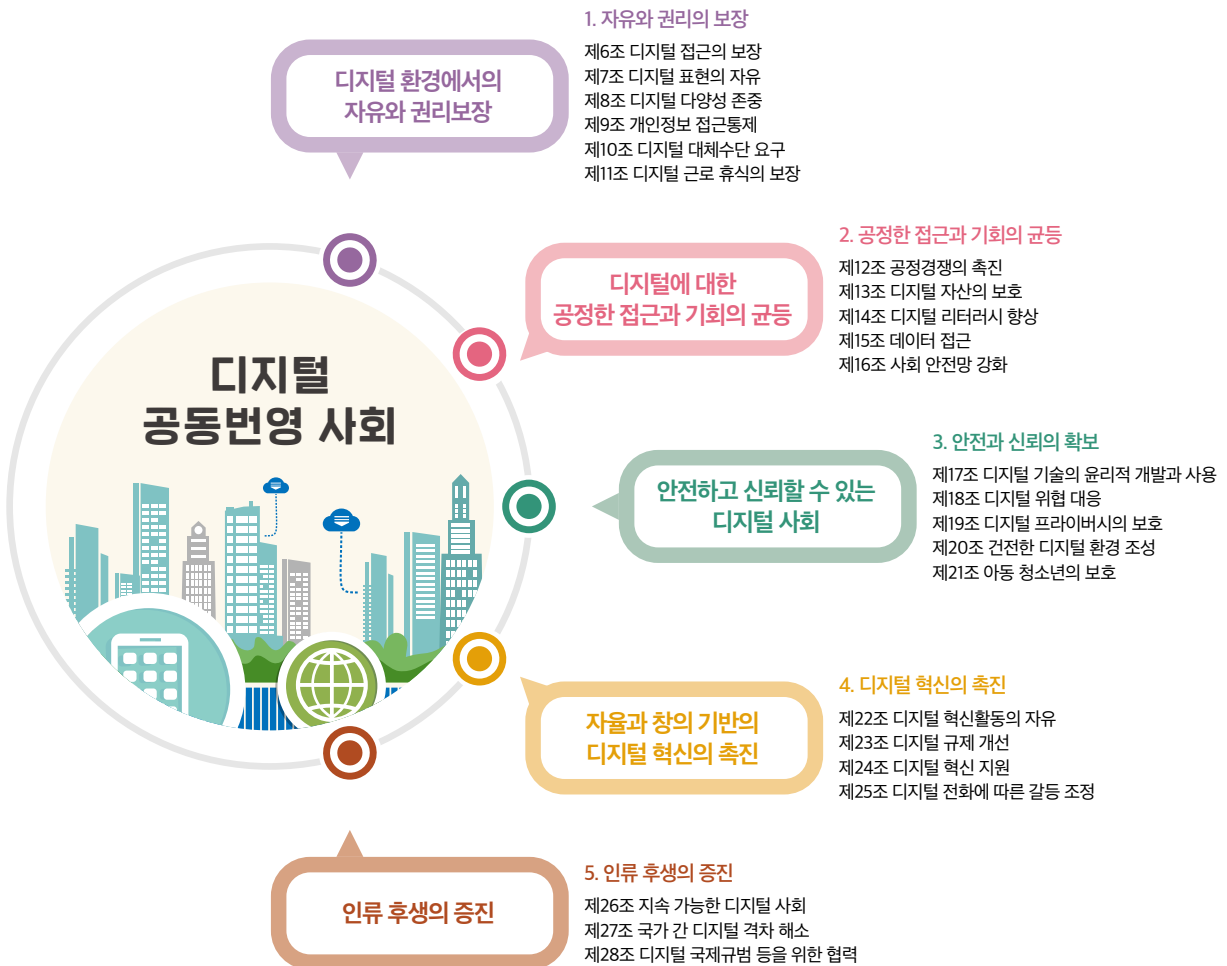 디지털
공동번영 사회
디지털 환경에서의
자유와 권리보장
1. 자유와 권리의 보장
제6조 디지털 접근의 보장
제7조 디지털 표현의 자유
제8조 디지털 다양성 존중
제9조 개인정보 접근통제
제10조 디지털 대체수단 요구
제11조 디지털 근로 휴식의 보장
디지털에 대한
공정한 접근과 기회의 균등
2. 공정한 접근과 기회의 균등
제12조 공정경쟁의 촉진
제13조 디지털 자산의 보호
제14조 디지털 리터러시 향상
제15조 데이터 접근
제16조 사회 안전망 강화
안전하고 신뢰할 수 있는
디지털 사회
3. 안전과 신뢰의 확보
제17조 디지털 기술의 윤리적 개발과 사용
제18조 디지털 위협 대응
제19조 디지털 프라이버시의 보호
제20조 건전한 디지털 환경 조성
제21조 아동 청소년의 보호
자율과 창의 기반의
디지털 혁신의 촉진
4. 디지털 혁신의 촉진
제22조 디지털 혁신활동의 자유
제23조 디지털 규제 개선
제24조 디지털 혁신 지원
제25조 디지털 전화에 따른 갈등 조정
인류 후생의 증진
5. 인류 후생의 증진
제26조 지속 가능한 디지털 사회
제27조 국가 간 디지털 격차 해소
제28조 디지털 국제규범 등을 위한 협력